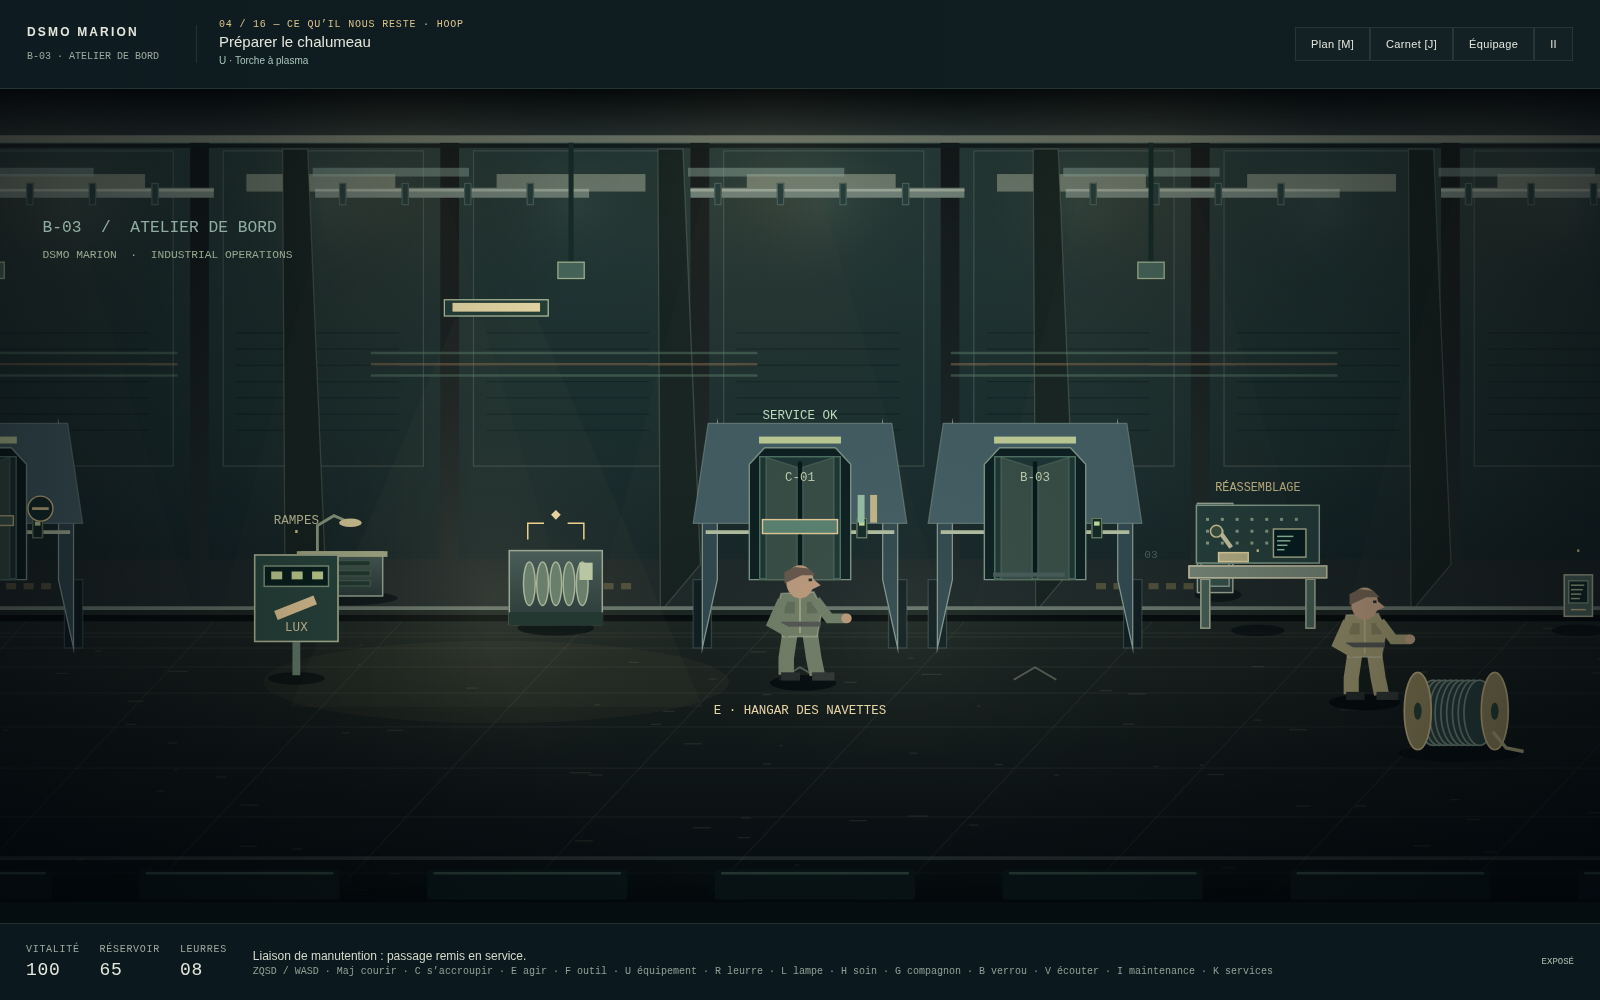 DSMO MARION
B-03 · ATELIER DE BORD
04 / 16 — CE QU’IL NOUS RESTE · HOOP
Préparer le chalumeau
U · Torche à plasma
Plan [M]
Carnet [J]
Équipage
II
B-03 / ATELIER DE BORD
DSMO MARION · INDUSTRIAL OPERATIONS
SERVICE OK
C-01
B-03
RÉASSEMBLAGE
RAMPES
03
LUX
E · HANGAR DES NAVETTES
VITALITÉ
100
RÉSERVOIR
65
LEURRES
08
Liaison de manutention : passage remis en service.
ZQSD / WASD · Maj courir · C s’accroupir · E agir · F outil · U équipement · R leurre · L lampe · H soin · G compagnon · B verrou · V écouter · I maintenance · K services
EXPOSÉ